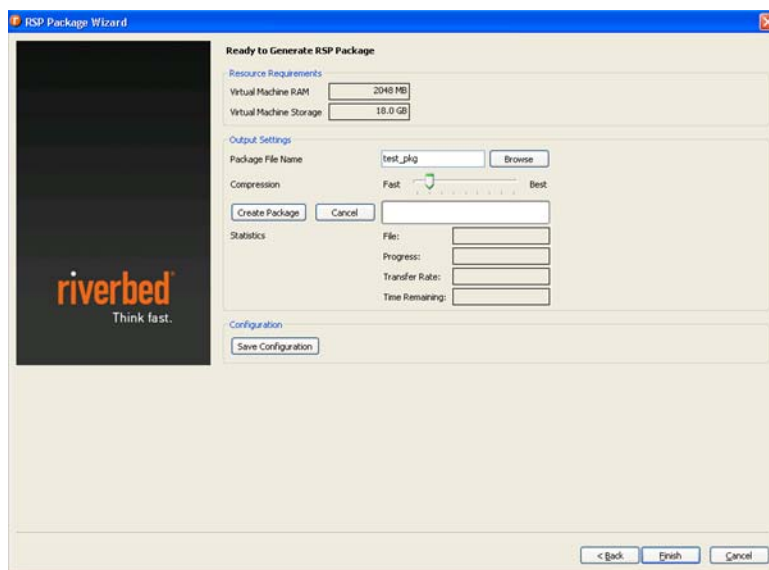 RSP Package Wizard
Ready to Generate RSP Package
Resource Requirements
Virtual Machine RAM 2048 MB
Virtual Machine Storage 18.0 GB
Output Settings
Package File Name test_pkg Browse
Compression Fast Best
Create Package Cancel
Statistics File:
Progress:
Transfer Rate:
Time Remaining:
Configuration
Save Configuration
riverbed
Think fast.
< Back Finish Cancel